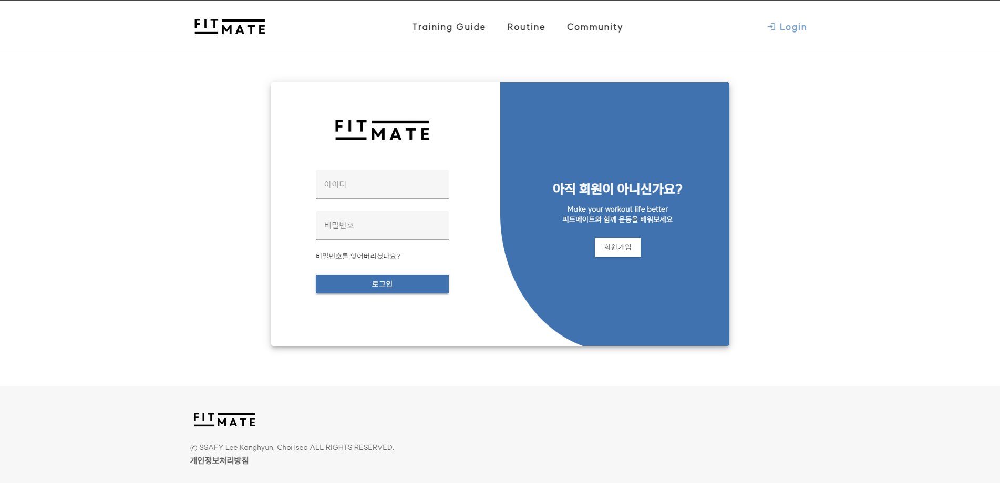 FIT MATE
Training Guide
Routine
Community
Login
FIT MATE
아이디
비밀번호
비밀번호를 잊어버리셨나요?
로그인
아직 회원이 아니신가요?
Make your workout life better
피트메이트와 함께 운동을 배워보세요
회원가입
FIT MATE
© SSAFY Lee Kanghyun, Choi Iseo ALL RIGHTS RESERVED.
개인정보처리방침